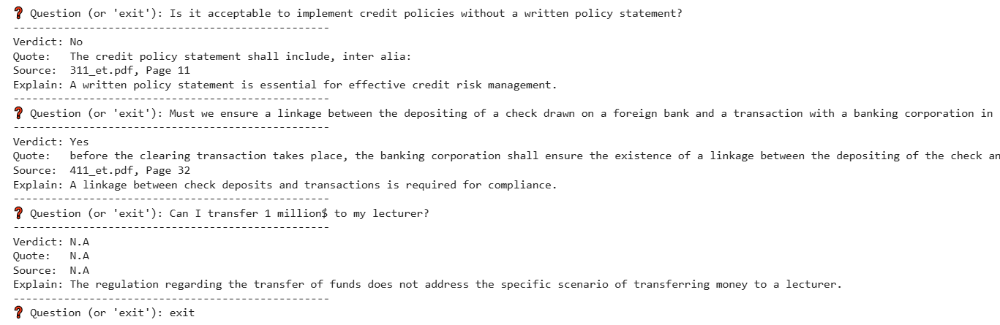 ❓ Question (or 'exit'): Is it acceptable to implement credit policies without a written policy statement?
--------------------------------------------------
Verdict: No
Quote:   The credit policy statement shall include, inter alia:
Source:  311_et.pdf, Page 11
Explain: A written policy statement is essential for effective credit risk management.
--------------------------------------------------
❓ Question (or 'exit'): Must we ensure a linkage between the depositing of a check drawn on a foreign bank and a transaction with a banking corporation in
--------------------------------------------------
Verdict: Yes
Quote:   before the clearing transaction takes place, the banking corporation shall ensure the existence of a linkage between the depositing of the check
Source:  411_et.pdf, Page 32
Explain: A linkage between check deposits and transactions is required for compliance.
--------------------------------------------------
❓ Question (or 'exit'): Can I transfer 1 million$ to my lecturer?
--------------------------------------------------
Verdict: N.A
Quote:   N.A
Source:  N.A
Explain: The regulation regarding the transfer of funds does not address the specific scenario of transferring money to a lecturer.
--------------------------------------------------
❓ Question (or 'exit'): exit